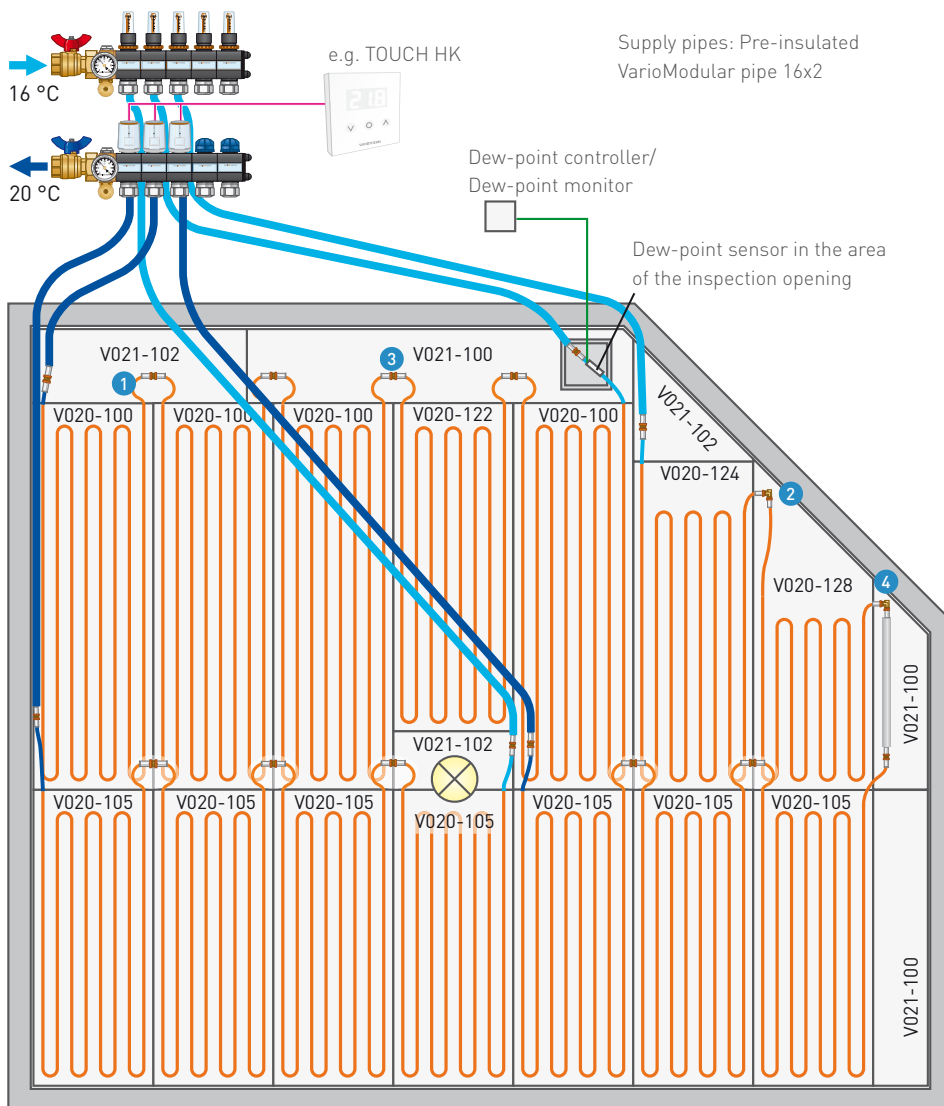 Supply pipes: Pre-insulated
VarioModular pipe 16x2
e.g. TOUCH HK
21.8
16 °C
20 °C
Dew-point controller/
Dew-point monitor
Dew-point sensor in the area
of the inspection opening
V021-102
3
V021-100
1
V020-100
V020-100
V020-100
V020-122
V020-100
V021-102
V020-124
2
V020-128
4
V021-100
V021-102
V020-105
V020-105
V020-105
V020-105
V020-105
V020-105
V020-105
V021-100